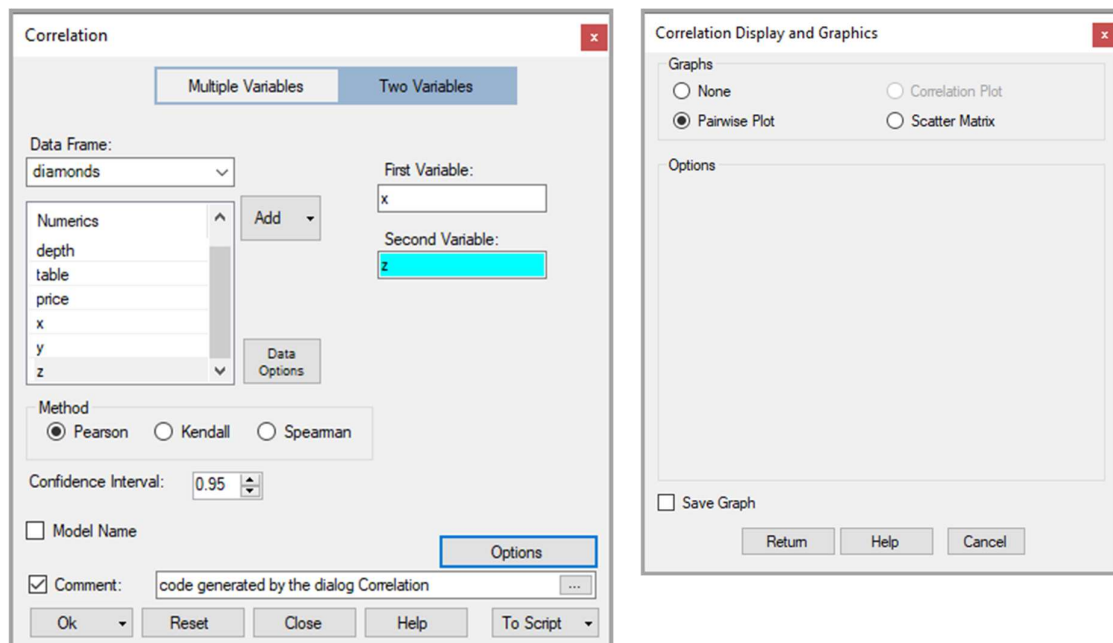 Correlation
x
Multiple Variables
Two Variables
Data Frame:
diamonds
First Variable:
x
Numerics
depth
table
price
x
y
z
Add
Second Variable:
z
Data
Options
Method
Pearson
Kendall
Spearman
Confidence Interval:
0.95
Model Name
Options
Comment:
code generated by the dialog Correlation
...
Ok
Reset
Close
Help
To Script
Correlation Display and Graphics
x
Graphs
None
Correlation Plot
Pairwise Plot
Scatter Matrix
Options
Save Graph
Return
Help
Cancel